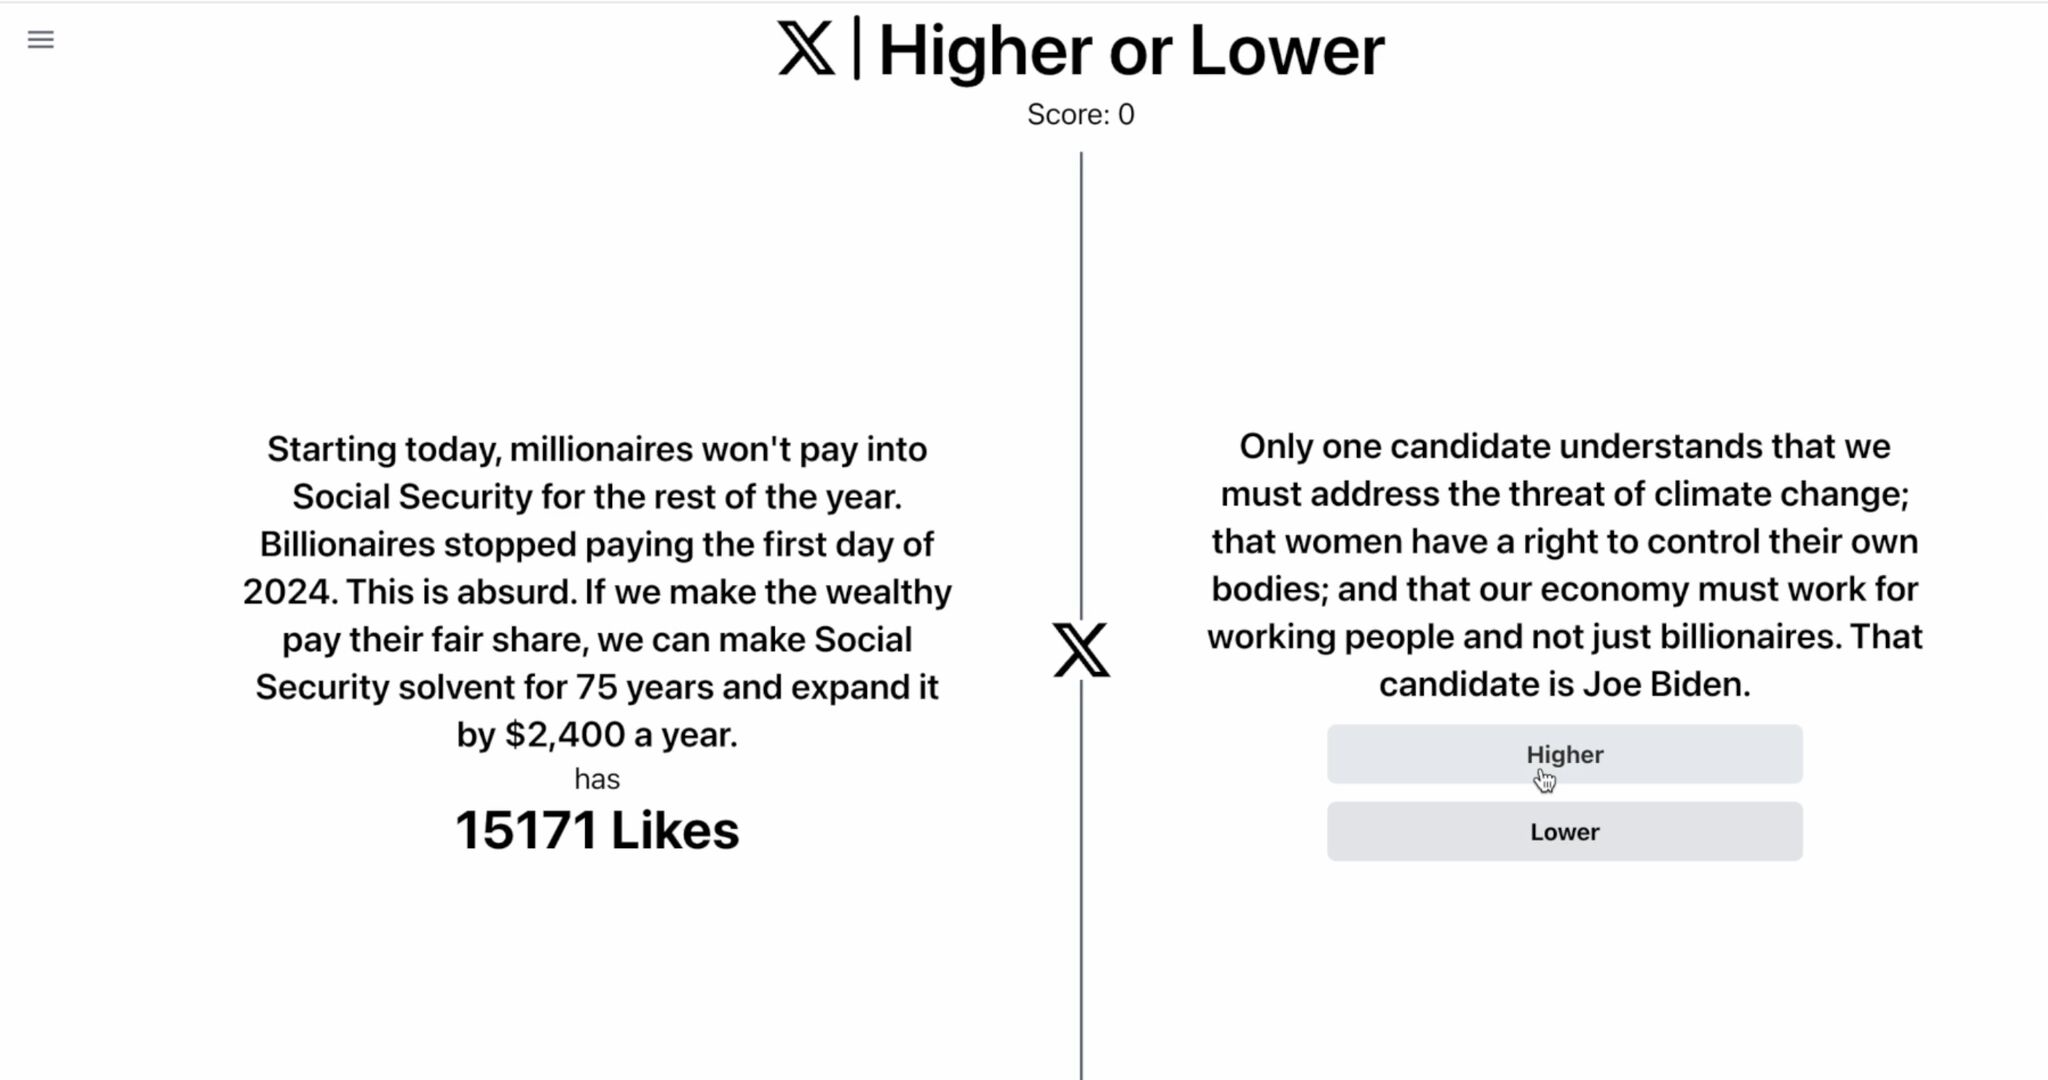 X | Higher or Lower
Score: 0
Starting today, millionaires won't pay into
Social Security for the rest of the year.
Billionaires stopped paying the first day of
2024. This is absurd. If we make the wealthy
pay their fair share, we can make Social
Security solvent for 75 years and expand it
by $2,400 a year.
has
15171 Likes
X
Only one candidate understands that we
must address the threat of climate change;
that women have a right to control their own
bodies; and that our economy must work for
working people and not just billionaires. That
candidate is Joe Biden.
Higher
Lower